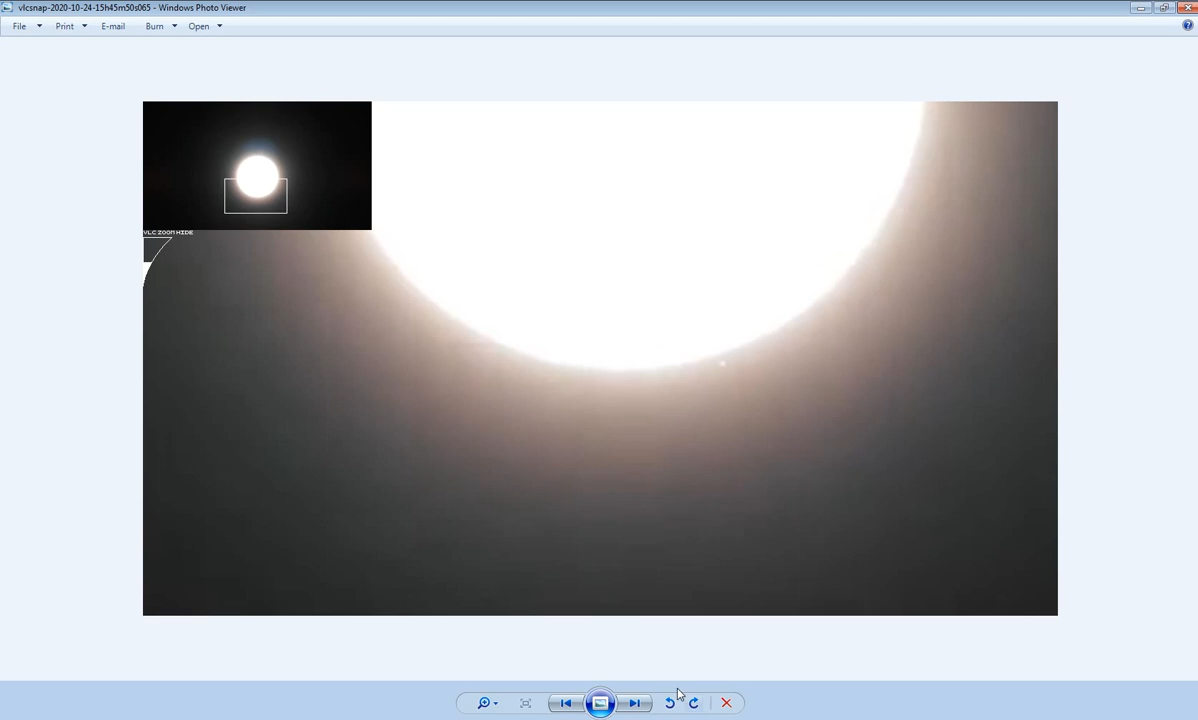 vlcsnap-2020-10-24-15h45m50s065 - Windows Photo Viewer
File Print E-mail Burn Open
VLC ZOOM HIDE